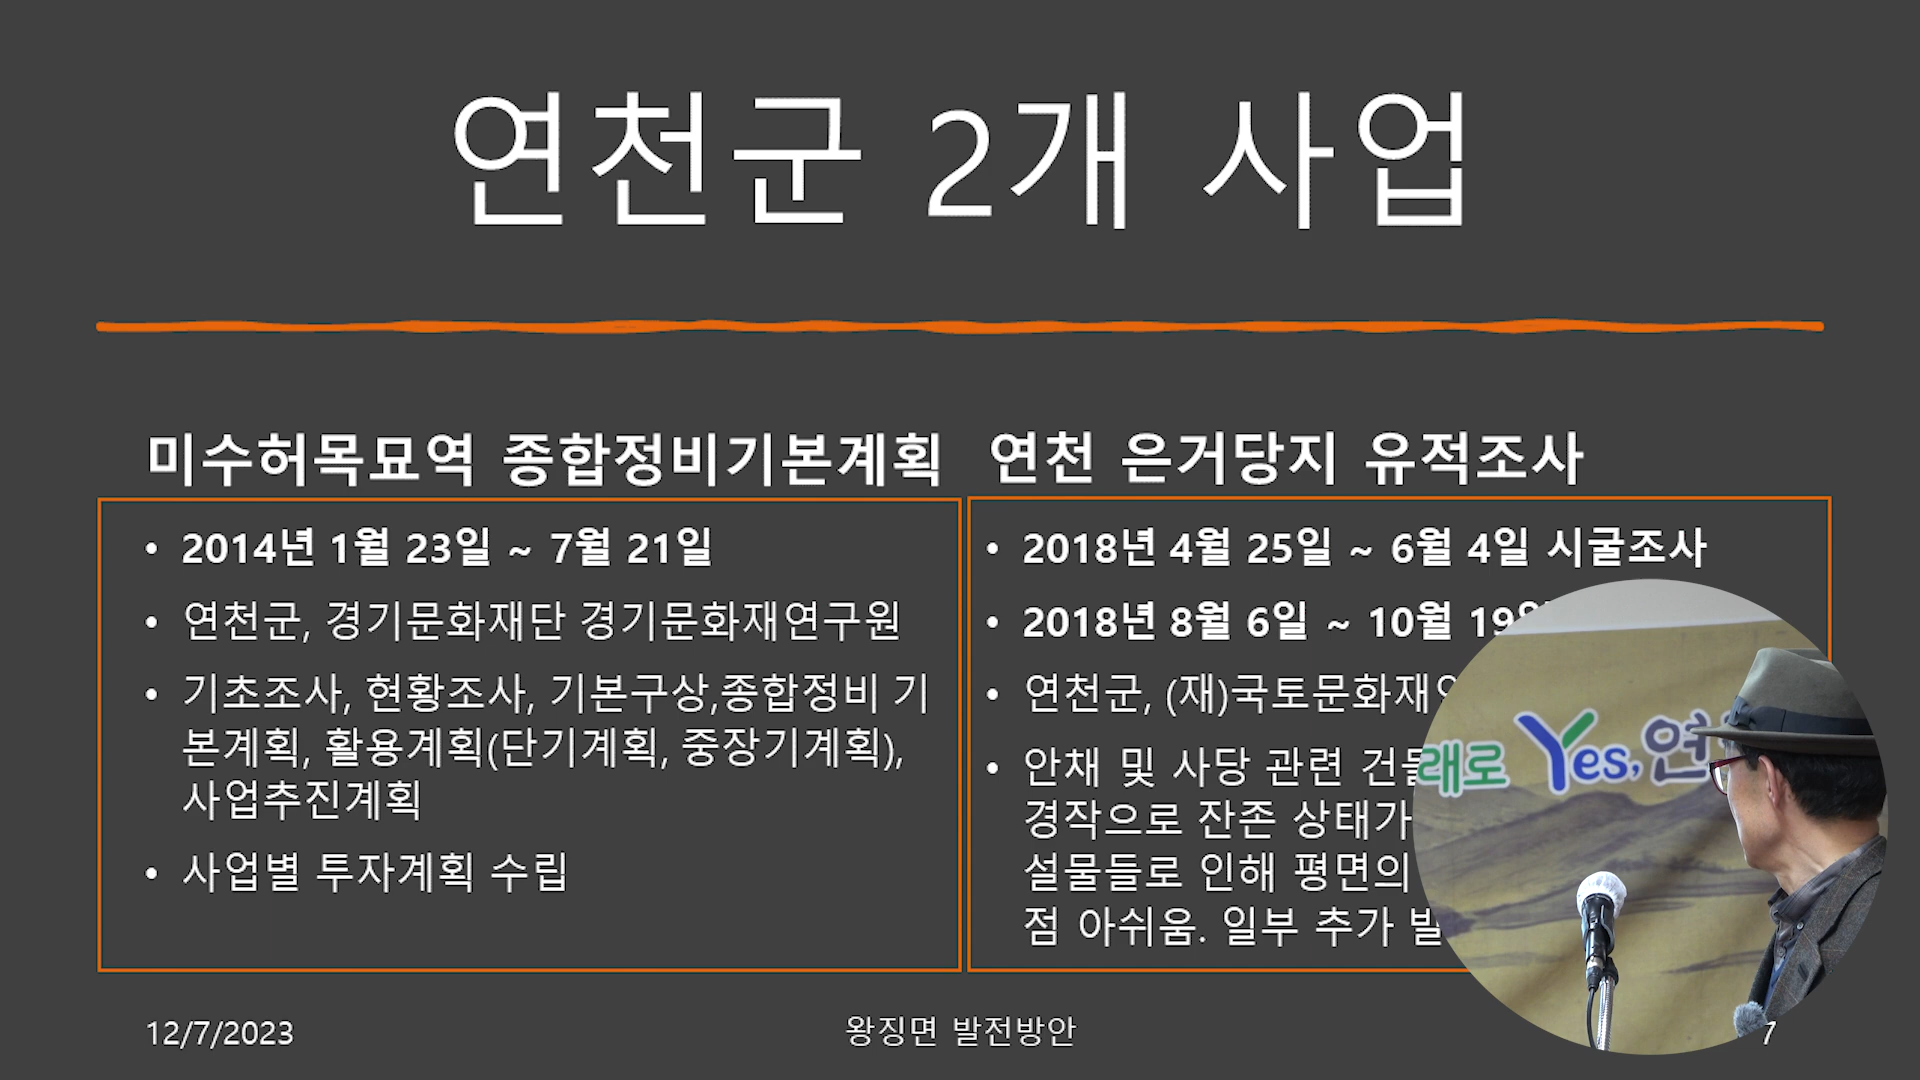 연천군 2개 사업
미수허목묘역 종합정비기본계획
• 2014년 1월 23일 ~ 7월 21일
• 연천군, 경기문화재단 경기문화재연구원
• 기초조사, 현황조사, 기본구상,종합정비 기
본계획, 활용계획(단기계획, 중장기계획),
사업추진계획
• 사업별 투자계획 수립
연천 은거당지 유적조사
• 2018년 4월 25일 ~ 6월 4일 시굴조사
• 2018년 8월 6일 ~ 10월 19일
• 연천군, (재)국토문화재
• 안채 및 사당 관련
경작으로 잔존 상태가
설물들로 인해 평면의
점 아쉬움. 일부 추가
래로 Yes, 연
12/7/2023
왕징면 발전방안
7